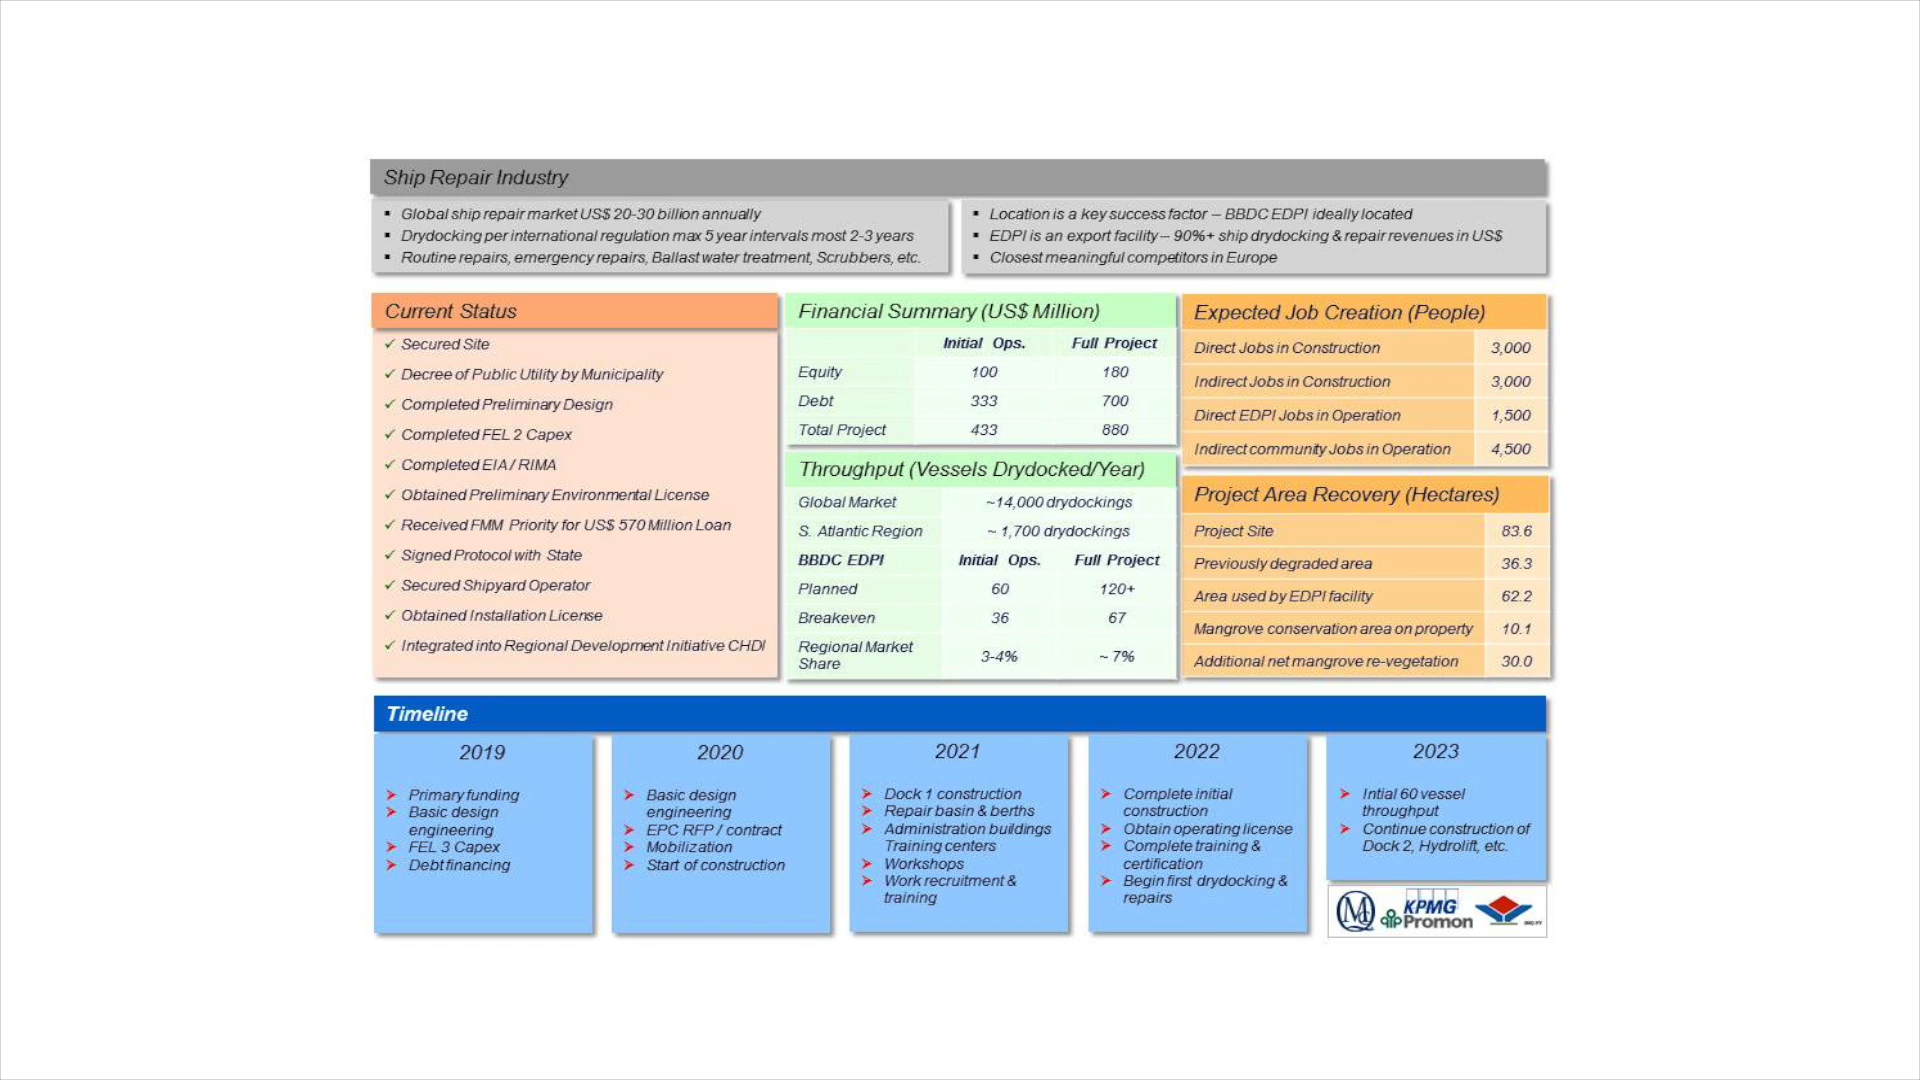 Ship Repair Industry
▪ Global ship repair market US$ 20-30 billion annually
▪ Drydocking per international regulation max 5 year intervals most 2-3 years
▪ Routine repairs, emergency repairs, Ballast water treatment, Scrubbers, etc.
▪ Location is a key success factor – BBDC EDPI ideally located
▪ EDPI is an export facility – 90%+ ship drydocking & repair revenues in US$
▪ Closest meaningful competitors in Europe
Current Status
✓ Secured Site
✓ Decree of Public Utility by Municipality
✓ Completed Preliminary Design
✓ Completed FEL 2 Capex
✓ Completed EIA / RIMA
✓ Obtained Preliminary Environmental License
✓ Received FMM Priority for US$ 570 Million Loan
✓ Signed Protocol with State
✓ Secured Shipyard Operator
✓ Obtained Installation License
✓ Integrated into Regional Development Initiative CHDI
Financial Summary (US$ Million)
Initial Ops. Full Project
Equity 100 180
Debt 333 700
Total Project 433 880
Throughput (Vessels Drydocked/Year)
Global Market ~14,000 drydockings
S. Atlantic Region ~ 1,700 drydockings
BBDC EDPI Initial Ops. Full Project
Planned 60 120+
Breakeven 36 67
Regional Market
Share 3-4% ~ 7%
Expected Job Creation (People)
Direct Jobs in Construction 3,000
Indirect Jobs in Construction 3,000
Direct EDPI Jobs in Operation 1,500
Indirect community Jobs in Operation 4,500
Project Area Recovery (Hectares)
Project Site 83.6
Previously degraded area 36.3
Area used by EDPI facility 62.2
Mangrove conservation area on property 10.1
Additional net mangrove re-vegetation 30.0
Timeline
2019
➢ Primary funding
➢ Basic design
engineering
➢ FEL 3 Capex
➢ Debt financing
2020
➢ Basic design
engineering
➢ EPC RFP / contract
➢ Mobilization
➢ Start of construction
2021
➢ Dock 1 construction
➢ Repair basin & berths
➢ Administration buildings
Training centers
➢ Workshops
➢ Work recruitment &
training
2022
➢ Complete initial
construction
➢ Obtain operating license
➢ Complete training &
certification
➢ Begin first drydocking &
repairs
2023
➢ Intial 60 vessel
throughput
➢ Continue construction of
Dock 2, Hydrolift, etc.
KPMG
Promon